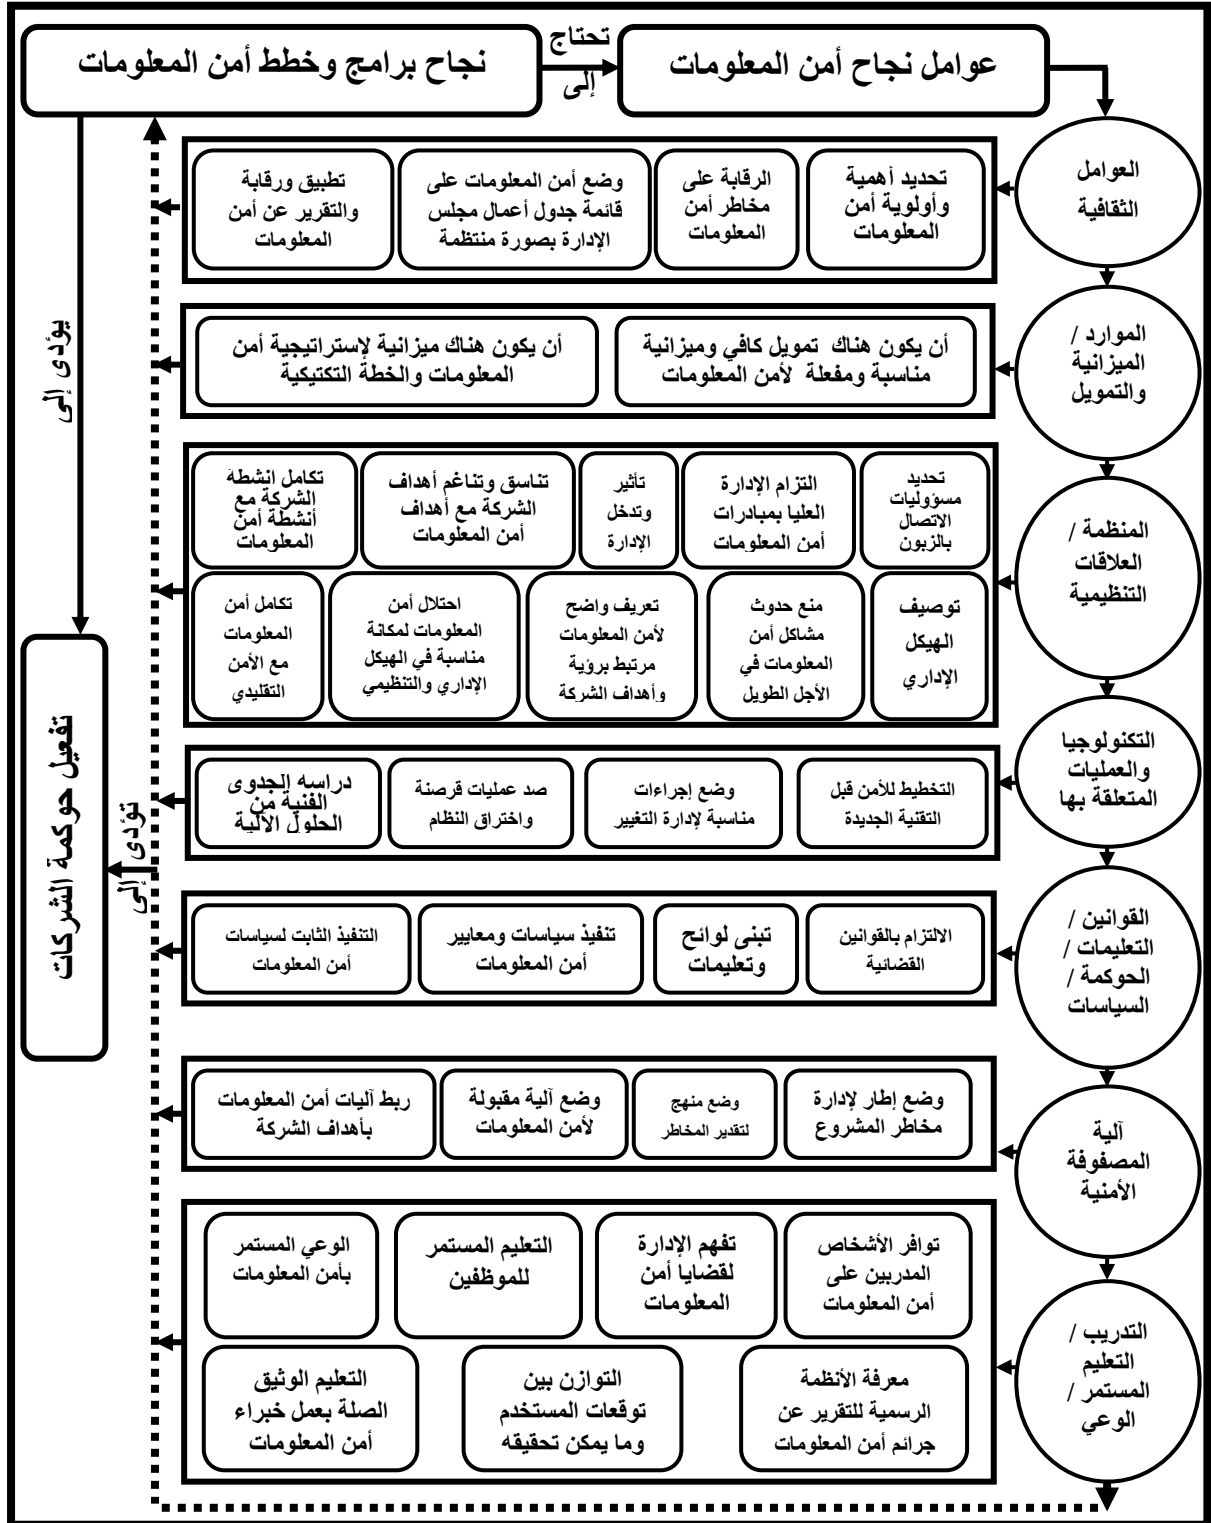 عوامل نجاح أمن المعلومات
تحتاج
إلى
نجاح برامج وخطط أمن المعلومات
العوامل
الثقافية
تحديد أهمية
وأولوية أمن
المعلومات
الرقابة على
مخاطر أمن
المعلومات
وضع أمن المعلومات على
قائمة جدول أعمال مجلس
الإدارة بصورة منتظمة
تطبيق ورقابة
والتقرير عن أمن
المعلومات
الموارد /
الميزانية
والتمويل
أن يكون هناك تمويل كافي وميزانية
مناسبة ومفعلة لأمن المعلومات
أن يكون هناك ميزانية لإستراتيجية أمن
المعلومات والخطة التكتيكية
المنظمة /
العلاقات
التنظيمية
تحديد
مسؤوليات
الاتصال
بالزبون
التزام الإدارة
العليا بمبادرات
أمن المعلومات
تأثير
وتدخل
الإدارة
تناسق وتناغم أهداف
الشركة مع أهداف
أمن المعلومات
تكامل انشطة
الشركة مع
أنشطة أمن
المعلومات
توصيف
الهيكل
الإداري
منع حدوث
مشاكل أمن
المعلومات في
الأجل الطويل
تعريف واضح
لأمن المعلومات
مرتبط برؤية
وأهداف الشركة
احتلال أمن
المعلومات لمكانة
مناسبة في الهيكل
الإداري والتنظيمي
تكامل أمن
المعلومات
مع الأمن
التقليدي
التكنولوجيا
والعمليات
المتعلقة بها
التخطيط للأمن قبل
التقنية الجديدة
وضع إجراءات
مناسبة لإدارة التغيير
صد عمليات قرصنة
واختراق النظام
دراسة الجدوى
الفنية من
الحلول الآلية
القوانين /
التعليمات /
الحوكمة /
السياسات
الالتزام بالقوانين
القضائية
تبنى لوائح
وتعليمات
تنفيذ سياسات ومعايير
أمن المعلومات
التنفيذ الثابت لسياسات
أمن المعلومات
آلية
المصفوفة
الأمنية
وضع إطار لإدارة
مخاطر المشروع
وضع منهج
لتقدير المخاطر
وضع آلية مقبولة
لأمن المعلومات
ربط آليات أمن المعلومات
بأهداف الشركة
التدريب /
التعليم
المستمر /
الوعي
توافر الأشخاص
المدربين على
أمن المعلومات
تفهم الإدارة
لقضايا أمن
المعلومات
التعليم المستمر
للموظفين
الوعي المستمر
بأمن المعلومات
معرفة الأنظمة
الرسمية للتقرير عن
جرائم أمن المعلومات
التوازن بين
توقعات المستخدم
وما يمكن تحقيقه
التعليم الوثيق
الصلة بعمل خبراء
أمن المعلومات
تؤدى
إلى
يؤدى إلى
تفعيل حوكمة الشركات